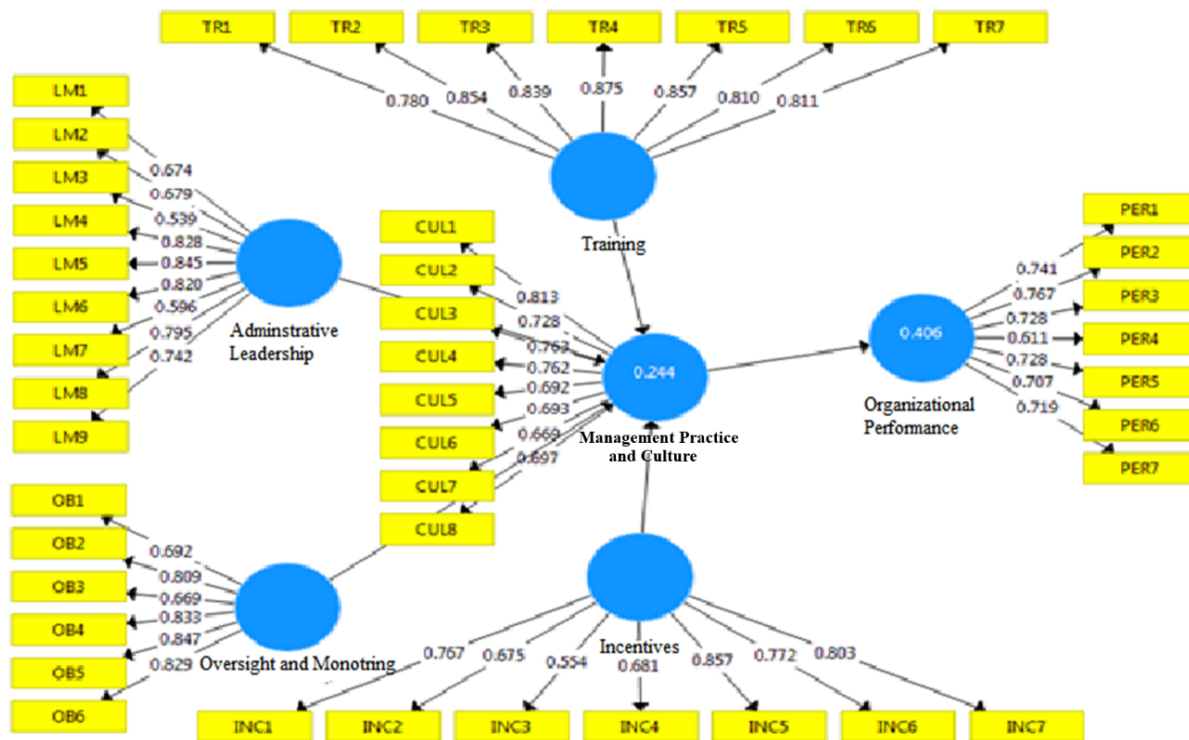 TR1 TR2 TR3 TR4 TR5 TR6 TR7
0.780 0.854 0.839 0.875 0.857 0.810 0.811
Training
LM1
LM2
LM3
LM4
LM5
LM6
LM7
LM8
LM9
0.674
0.679
0.539
0.828
0.845
0.820
0.596
0.795
0.742
Adminstrative
Leadership
CUL1
CUL2
CUL3
CUL4
CUL5
CUL6
CUL7
CUL8
0.813
0.728
0.763
0.762
0.692
0.693
0.669
0.697
0.244
Management Practice
and Culture
0.406
Organizational
Performance
PER1
PER2
PER3
PER4
PER5
PER6
PER7
0.741
0.767
0.728
0.611
0.728
0.707
0.719
OB1
OB2
OB3
OB4
OB5
OB6
0.692
0.809
0.669
0.833
0.847
0.829
Oversight and Monotring
Incentives
0.767 0.675 0.554 0.681 0.857 0.772 0.803
INC1 INC2 INC3 INC4 INC5 INC6 INC7